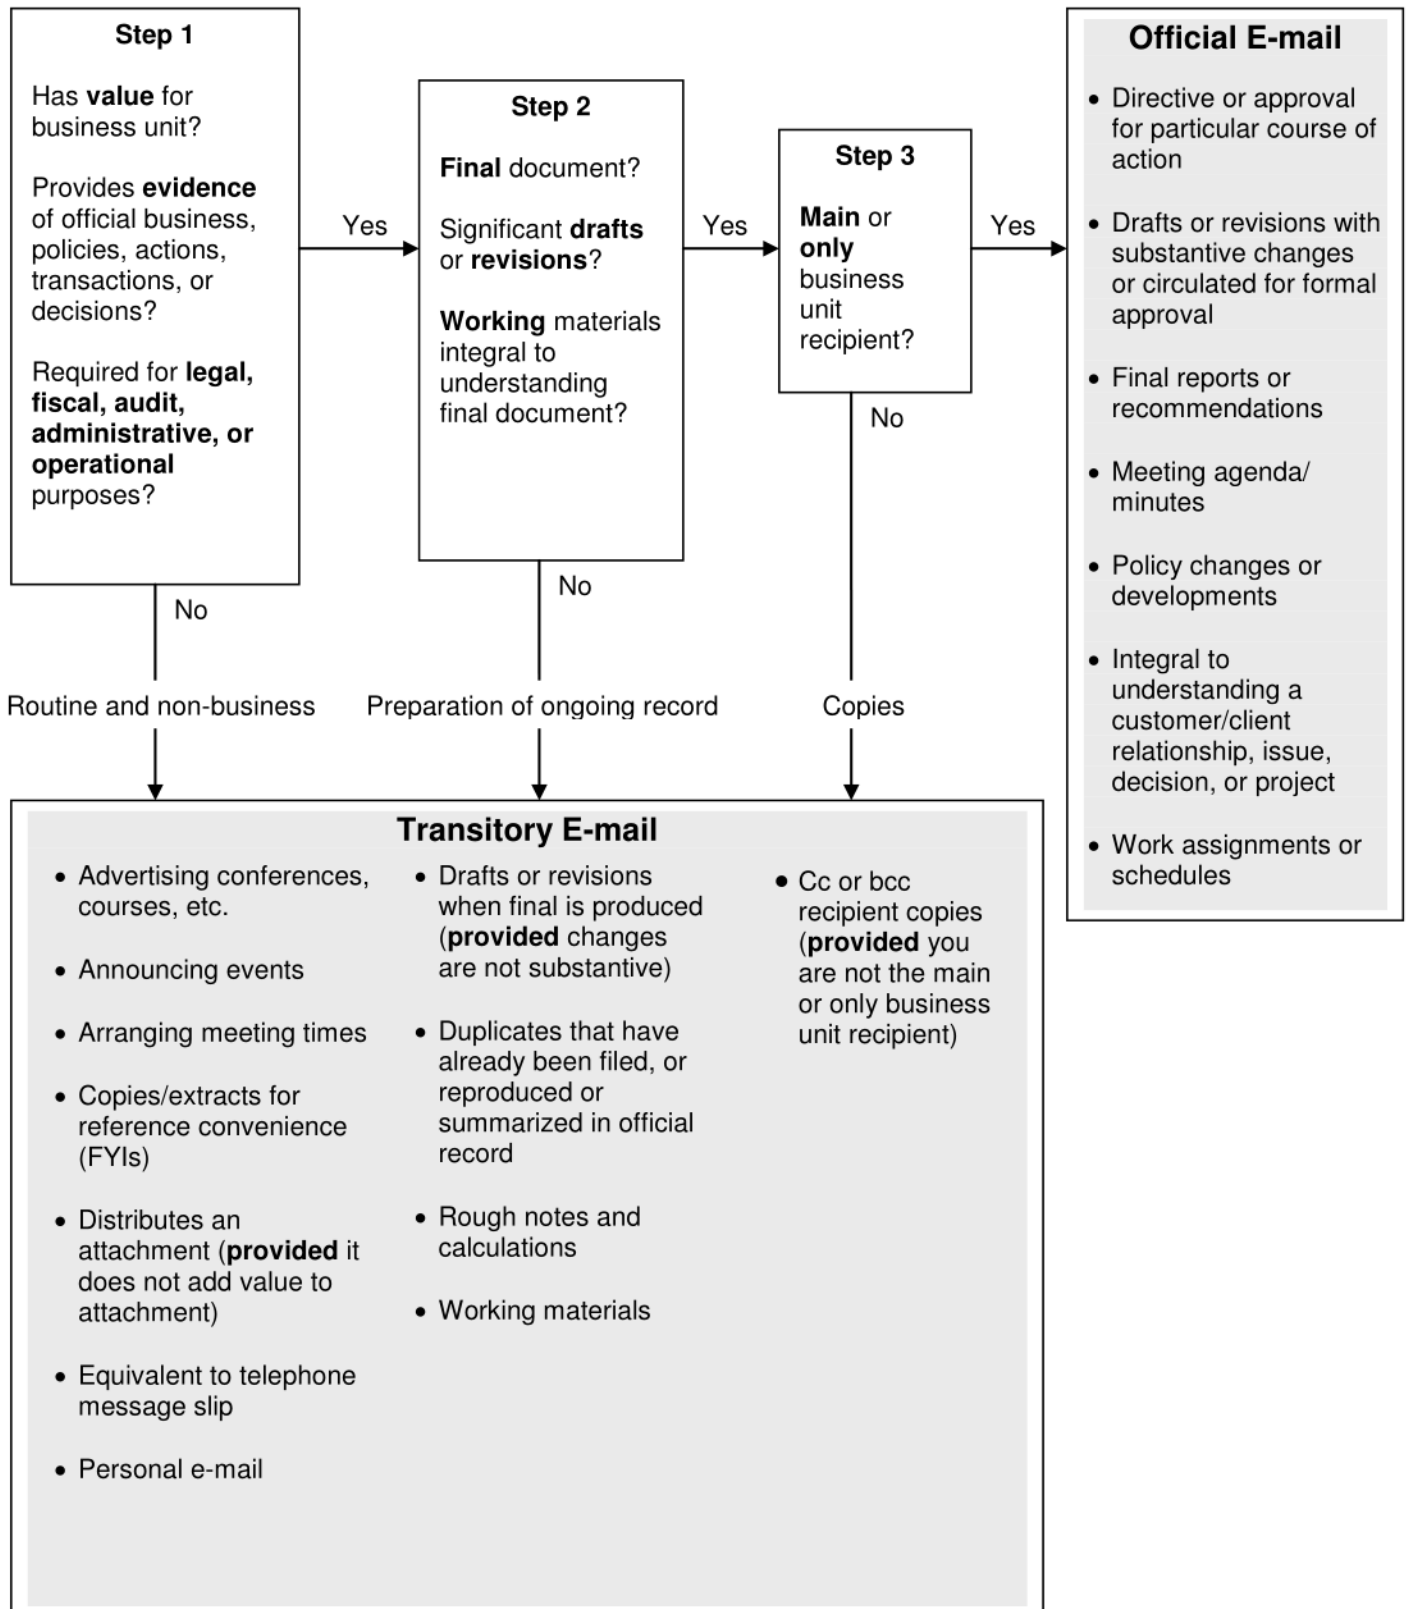 Step 1
Has value for
business unit?
Provides evidence
of official business,
policies, actions,
transactions, or
decisions?
Required for legal,
fiscal, audit,
administrative, or
operational
purposes?
Yes
No
Step 2
Final document?
Significant drafts
or revisions?
Working materials
integral to
understanding
final document?
Yes
No
Step 3
Main or
only
business
unit
recipient?
Yes
No
Official E-mail
• Directive or approval
for particular course of
action
• Drafts or revisions with
substantive changes
or circulated for formal
approval
• Final reports or
recommendations
• Meeting agenda/
minutes
• Policy changes or
developments
• Integral to
understanding a
customer/client
relationship, issue,
decision, or project
• Work assignments or
schedules
Routine and non-business
Preparation of ongoing record
Copies
Transitory E-mail
• Advertising conferences,
courses, etc.
• Announcing events
• Arranging meeting times
• Copies/extracts for
reference convenience
(FYIs)
• Distributes an
attachment (provided it
does not add value to
attachment)
• Equivalent to telephone
message slip
• Personal e-mail
• Drafts or revisions
when final is produced
(provided changes
are not substantive)
• Duplicates that have
already been filed, or
reproduced or
summarized in official
record
• Rough notes and
calculations
• Working materials
• Cc or bcc
recipient copies
(provided you
are not the main
or only business
unit recipient)